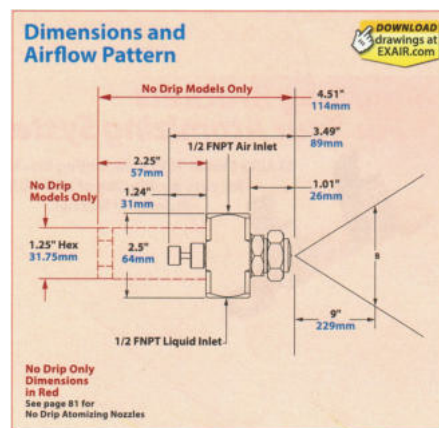 Dimensions and
Airflow Pattern
DOWNLOAD
drawings at
EXAIR.com
No Drip Models Only
4.51"
114mm
3.49"
89mm
1/2 FNPT Air Inlet
2.25"
57mm
No Drip
Models Only
1.24"
31mm
1.01"
26mm
1.25" Hex
31.75mm
2.5"
64mm
B
9"
229mm
1/2 FNPT Liquid Inlet
No Drip Only
Dimensions
in Red
See page 81 for
No Drip Atomizing Nozzles